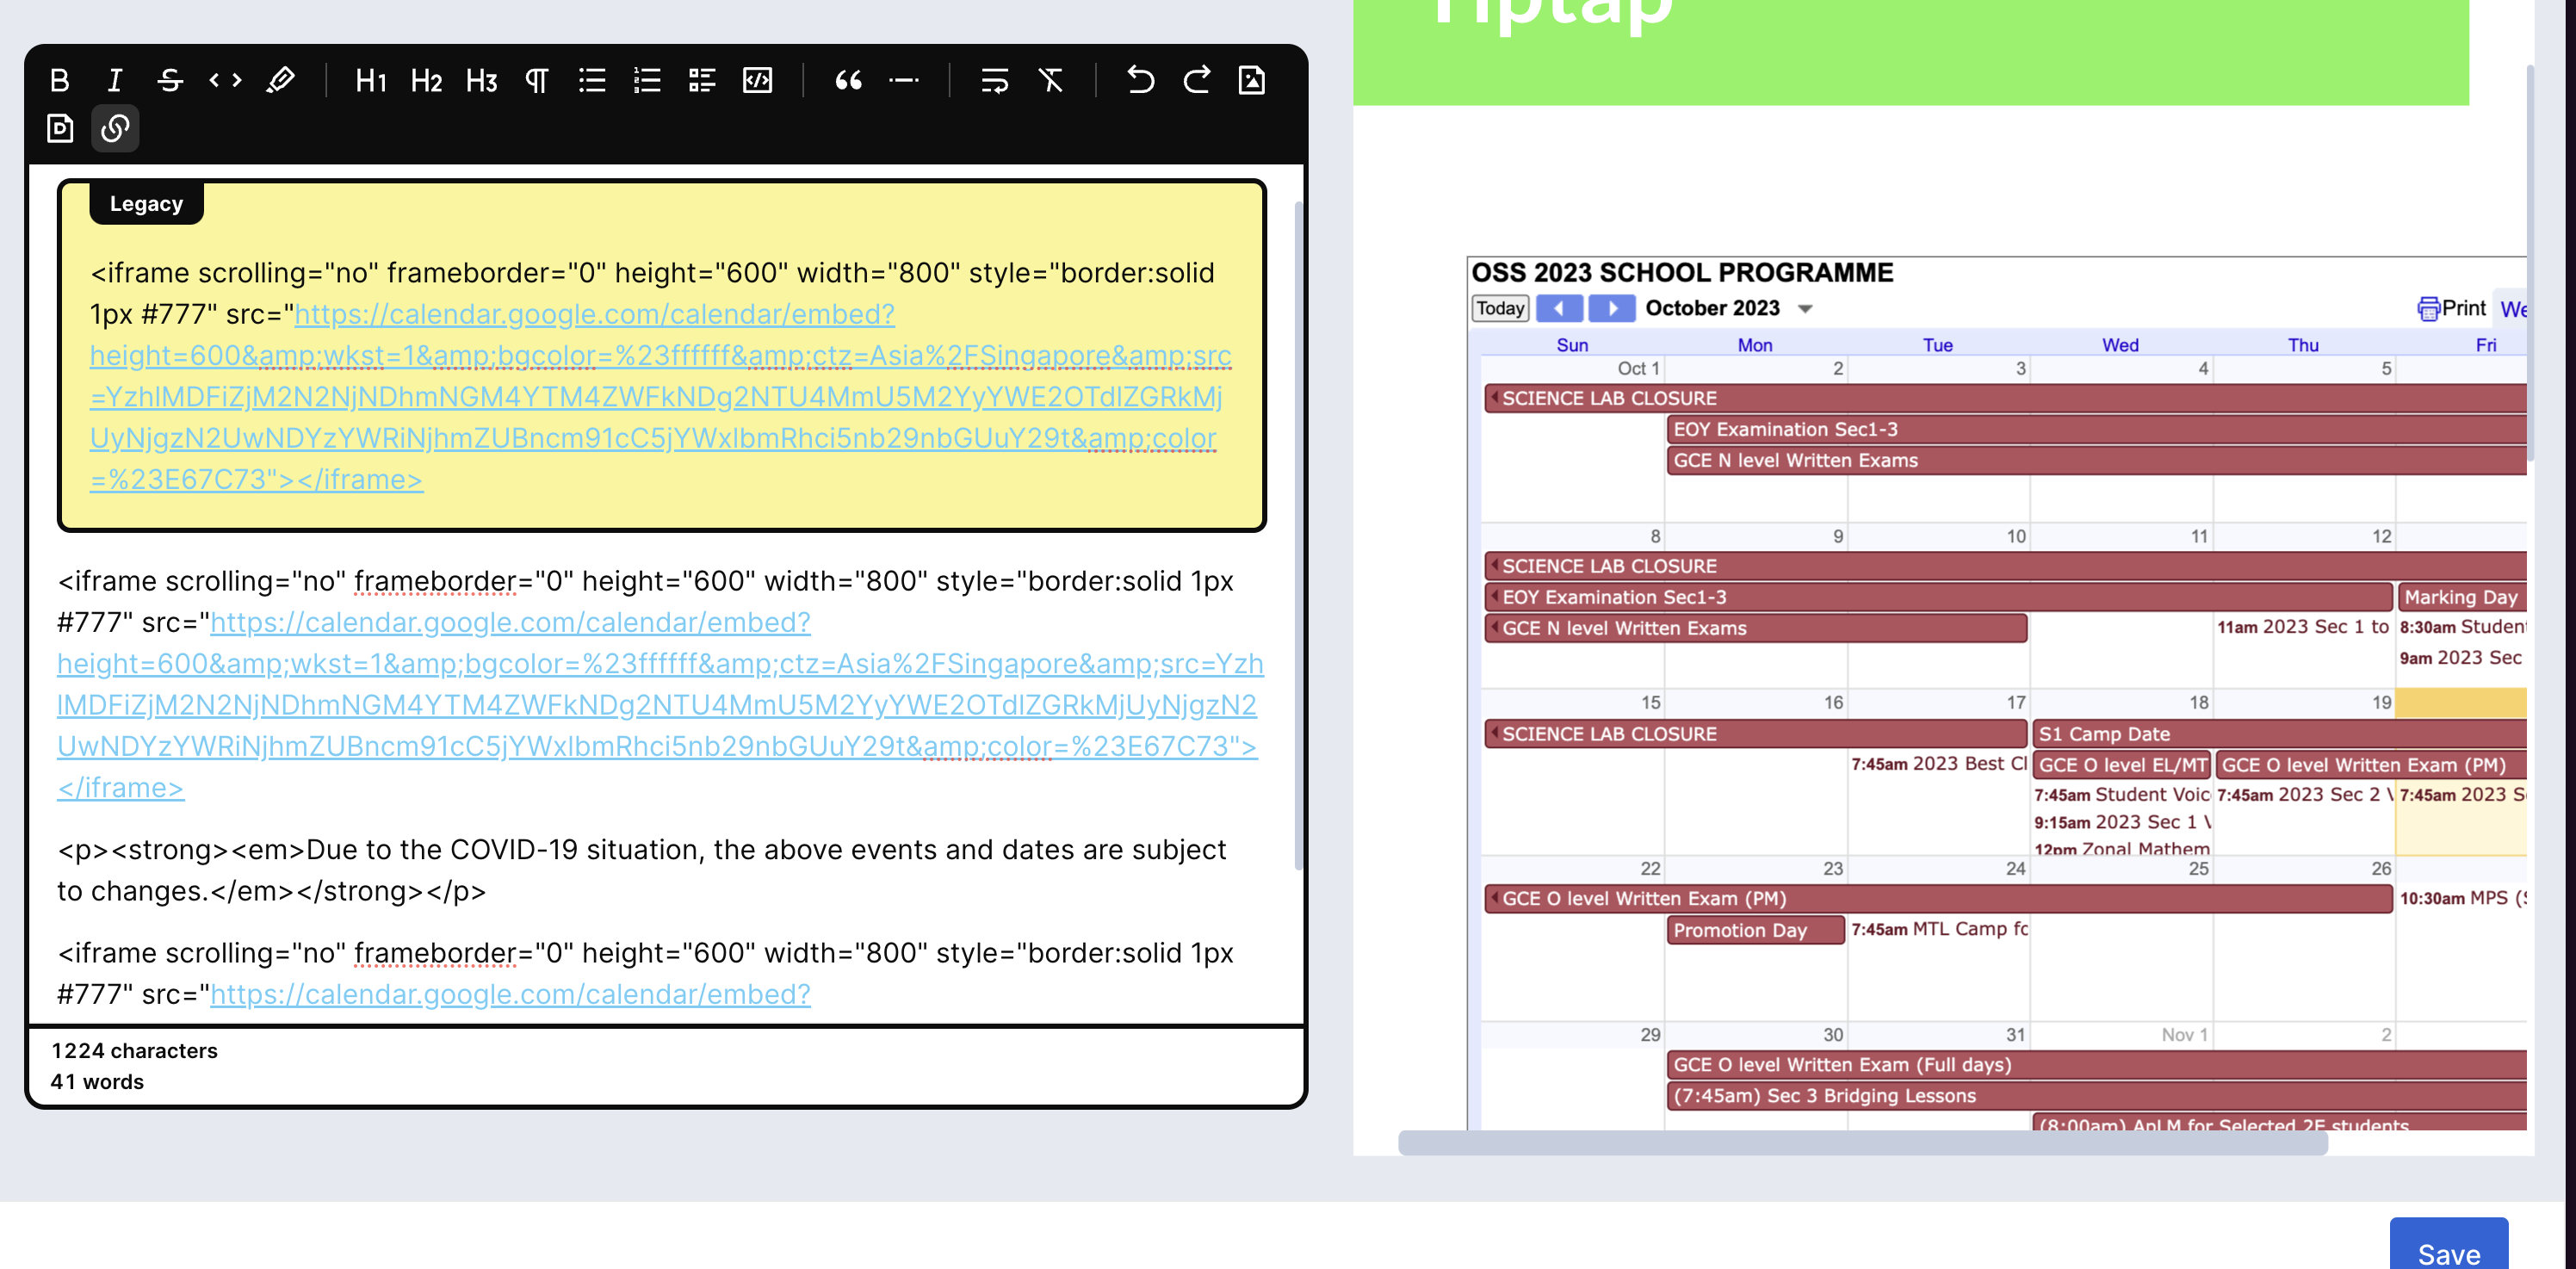 Tiptap
B I S H1 H2 H3
Legacy
<iframe scrolling="no" frameborder="0" height="600" width="800" style="border:solid
1px #777" src="https://calendar.google.com/calendar/embed?
height=600&amp;wkst=1&amp;bgcolor=%23ffffff&amp;ctz=Asia%2FSingapore&amp;src
=YzhlMDFiZjM2N2NjNDhmNGM4YTM4ZWFkNDg2NTU4MmU5M2YyYWE2OTdlZGRkMj
UyNjgzN2UwNDYzYWRiNjhmZUBncm91cC5jYWxlbmRhci5nb29nbGUuY29t&amp;color
=%23E67C73"></iframe>
<iframe scrolling="no" frameborder="0" height="600" width="800" style="border:solid 1px
#777" src="https://calendar.google.com/calendar/embed?
height=600&amp;wkst=1&amp;bgcolor=%23ffffff&amp;ctz=Asia%2FSingapore&amp;src=Yzh
lMDFiZjM2N2NjNDhmNGM4YTM4ZWFkNDg2NTU4MmU5M2YyYWE2OTdlZGRkMjUyNjgzN2
UwNDYzYWRiNjhmZUBncm91cC5jYWxlbmRhci5nb29nbGUuY29t&amp;color=%23E67C73">
</iframe>
<p><strong><em>Due to the COVID-19 situation, the above events and dates are subject
to changes.</em></strong></p>
<iframe scrolling="no" frameborder="0" height="600" width="800" style="border:solid 1px
#777" src="https://calendar.google.com/calendar/embed?
1224 characters
41 words
OSS 2023 SCHOOL PROGRAMME
Today October 2023 Print We
Sun Mon Tue Wed Thu Fri
Oct 1 2 3 4 5
SCIENCE LAB CLOSURE
EOY Examination Sec1-3
GCE N level Written Exams
8 9 10 11 12
SCIENCE LAB CLOSURE
EOY Examination Sec1-3 Marking Day
GCE N level Written Exams 11am 2023 Sec 1 to 8:30am Student
9am 2023 Sec
15 16 17 18 19
SCIENCE LAB CLOSURE S1 Camp Date
7:45am 2023 Best Cl GCE O level EL/MT GCE O level Written Exam (PM)
7:45am Student Voic 7:45am 2023 Sec 2 \ 7:45am 2023 S
9:15am 2023 Sec 1 \
12pm Zonal Mathem
22 23 24 25 26
GCE O level Written Exam (PM) 10:30am MPS (S
Promotion Day 7:45am MTL Camp fo
29 30 31 Nov 1 2
GCE O level Written Exam (Full days)
(7:45am) Sec 3 Bridging Lessons
(8:00am) ApLM for Selected 2E students
Save